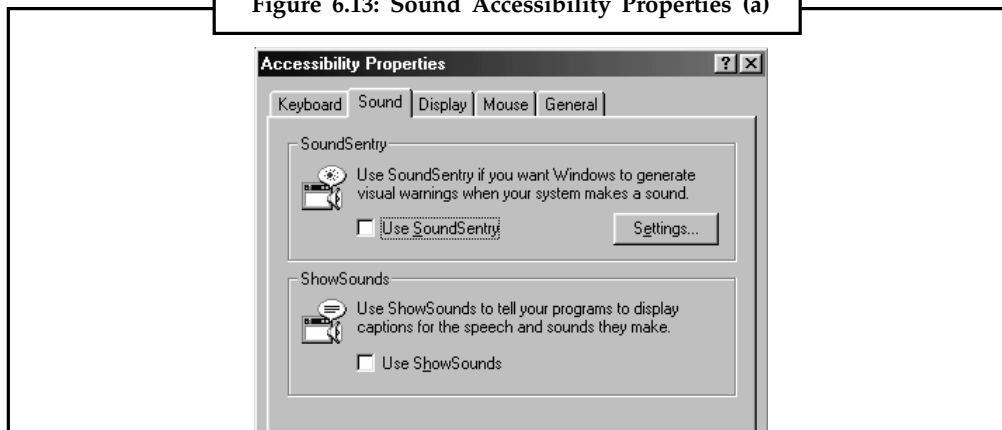 Figure 6.13: Sound Accessibility Properties (a)
Accessibility Properties
Keyboard Sound Display Mouse General
SoundSentry
Use SoundSentry if you want Windows to generate
visual warnings when your system makes a sound.
Use SoundSentry
Settings...
ShowSounds
Use ShowSounds to tell your programs to display
captions for the speech and sounds they make.
Use ShowSounds